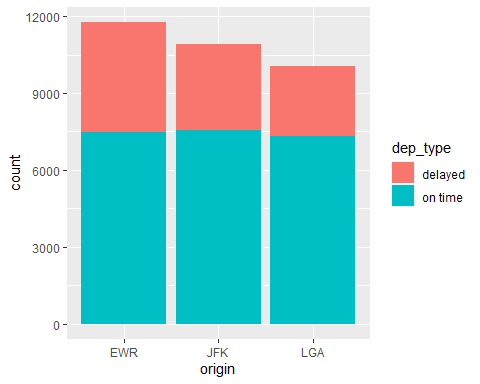 12000
9000
6000
3000
0
count
EWR
JFK
LGA
origin
dep_type
delayed
on time